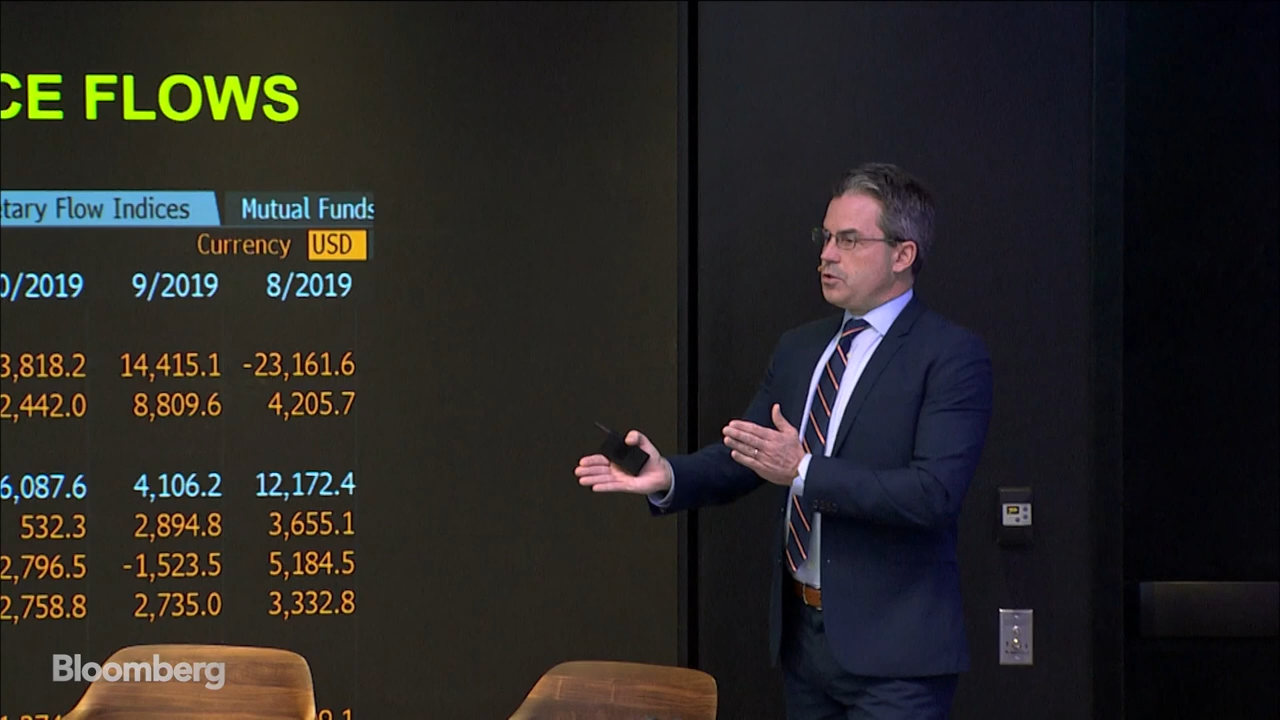 CE FLOWS
etary Flow Indices Mutual Funds
Currency USD
0/2019 9/2019 8/2019
3,818.2 14,415.1 -23,161.6
2,442.0 8,809.6 4,205.7
6,087.6 4,106.2 12,172.4
532.3 2,894.8 3,655.1
2,796.5 -1,523.5 5,184.5
2,758.8 2,735.0 3,332.8
Bloomberg